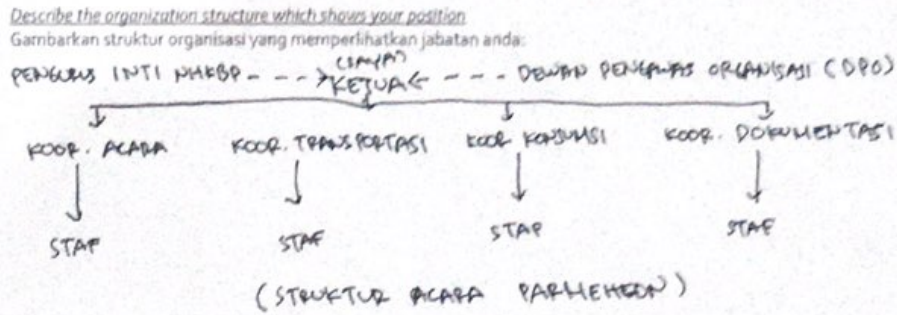 Describe the organization structure which shows your position
Gambarkan struktur organisasi yang memperlihatkan jabatan anda:
(SAYA)
PENGURUS INTI NHKBP - - - > KETUA < - - - DEWAN PENGAWAS ORGANISASI (DPO)
KOOR. ACARA KOOR. TRANSPORTASI KOOR KONSUMSI KOOR. DOKUMENTASI
STAF STAF STAF STAF
(STRUKTUR ACARA PARHEHEON)